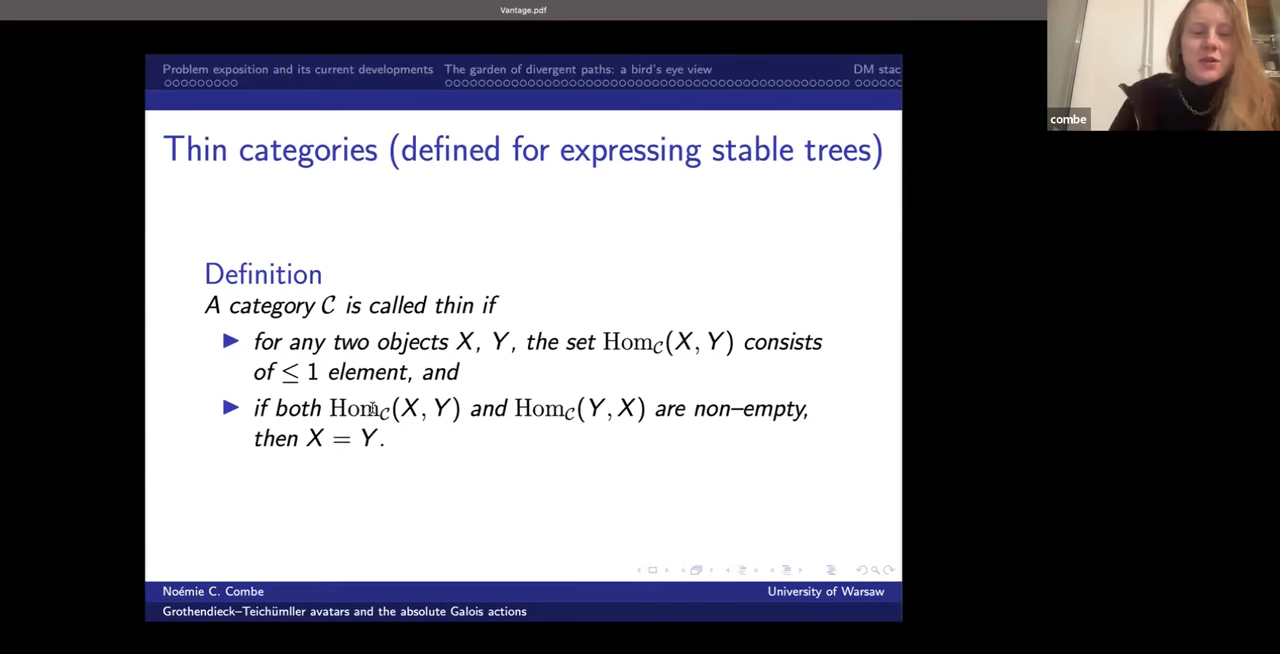 Vantage.pdf
combe
Problem exposition and its current developments The garden of divergent paths: a bird's eye view DM stac
Thin categories (defined for expressing stable trees)
Definition
A category C is called thin if
▶ for any two objects X, Y, the set Hom_C(X, Y) consists
of ≤ 1 element, and
▶ if both Hom_C(X, Y) and Hom_C(Y, X) are non–empty,
then X = Y.
Noémie C. Combe University of Warsaw
Grothendieck–Teichümller avatars and the absolute Galois actions